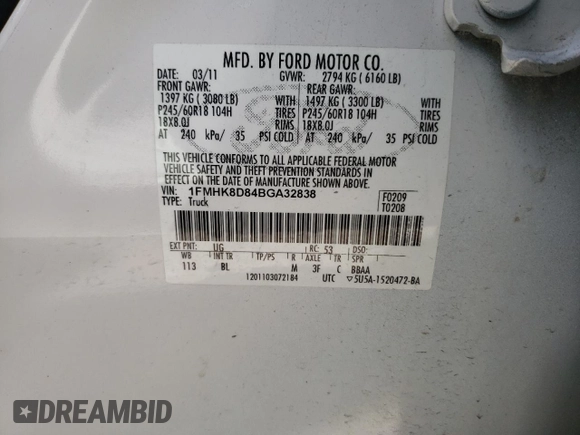 MFD. BY FORD MOTOR CO.
DATE: 03/11 GVWR: 2794 KG ( 6160 LB)
FRONT GAWR: REAR GAWR:
1397 KG ( 3080 LB) WITH 1497 KG ( 3300 LB) WITH
P245/60R18 104H TIRES P245/60R18 104H TIRES
18X8.0J RIMS 18X8.0J RIMS
AT 240 kPa/ 35 PSI COLD AT 240 kPa/ 35 PSI COLD
THIS VEHICLE CONFORMS TO ALL APPLICABLE FEDERAL MOTOR
VEHICLE SAFETY AND THEFT PREVENTION STANDARDS IN
EFFECT ON THE DATE OF MANUFACTURE SHOWN ABOVE.
VIN: 1FMHK8D84BGA32838 F0209
TYPE: Truck T0208
EXT PNT: UG RC: 53 DSO:
WB INT TR TP/PS R AXLE TR SPR
113 BL M 3F C BBAA
1201103072184 UTC ▽5U5A-1520472-BA
DREAMBID